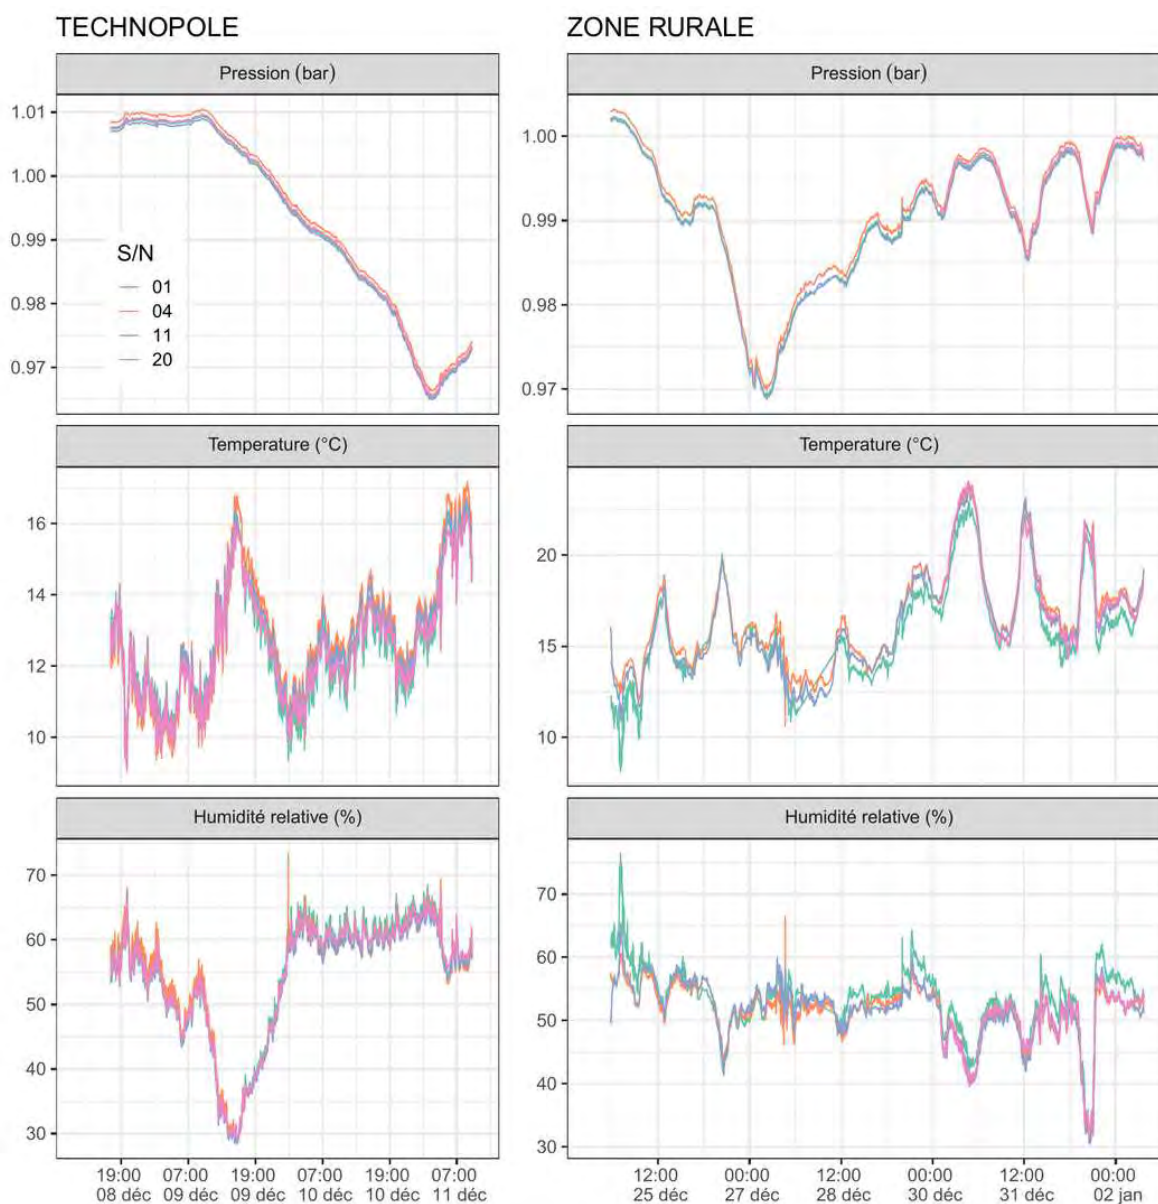 TECHNOPOLE
Pression (bar)
1.01
1.00
0.99
0.98
0.97
S/N
01
04
11
20
Temperature (°C)
16
14
12
10
Humidité relative (%)
70
60
50
40
30
19:00 07:00 19:00 07:00 19:00 07:00
08 déc 09 déc 09 déc 10 déc 10 déc 11 déc
ZONE RURALE
Pression (bar)
1.00
0.99
0.98
0.97
Temperature (°C)
20
15
10
Humidité relative (%)
70
60
50
40
30
12:00 00:00 12:00 00:00 12:00 00:00
25 déc 27 déc 28 déc 30 déc 31 déc 02 jan